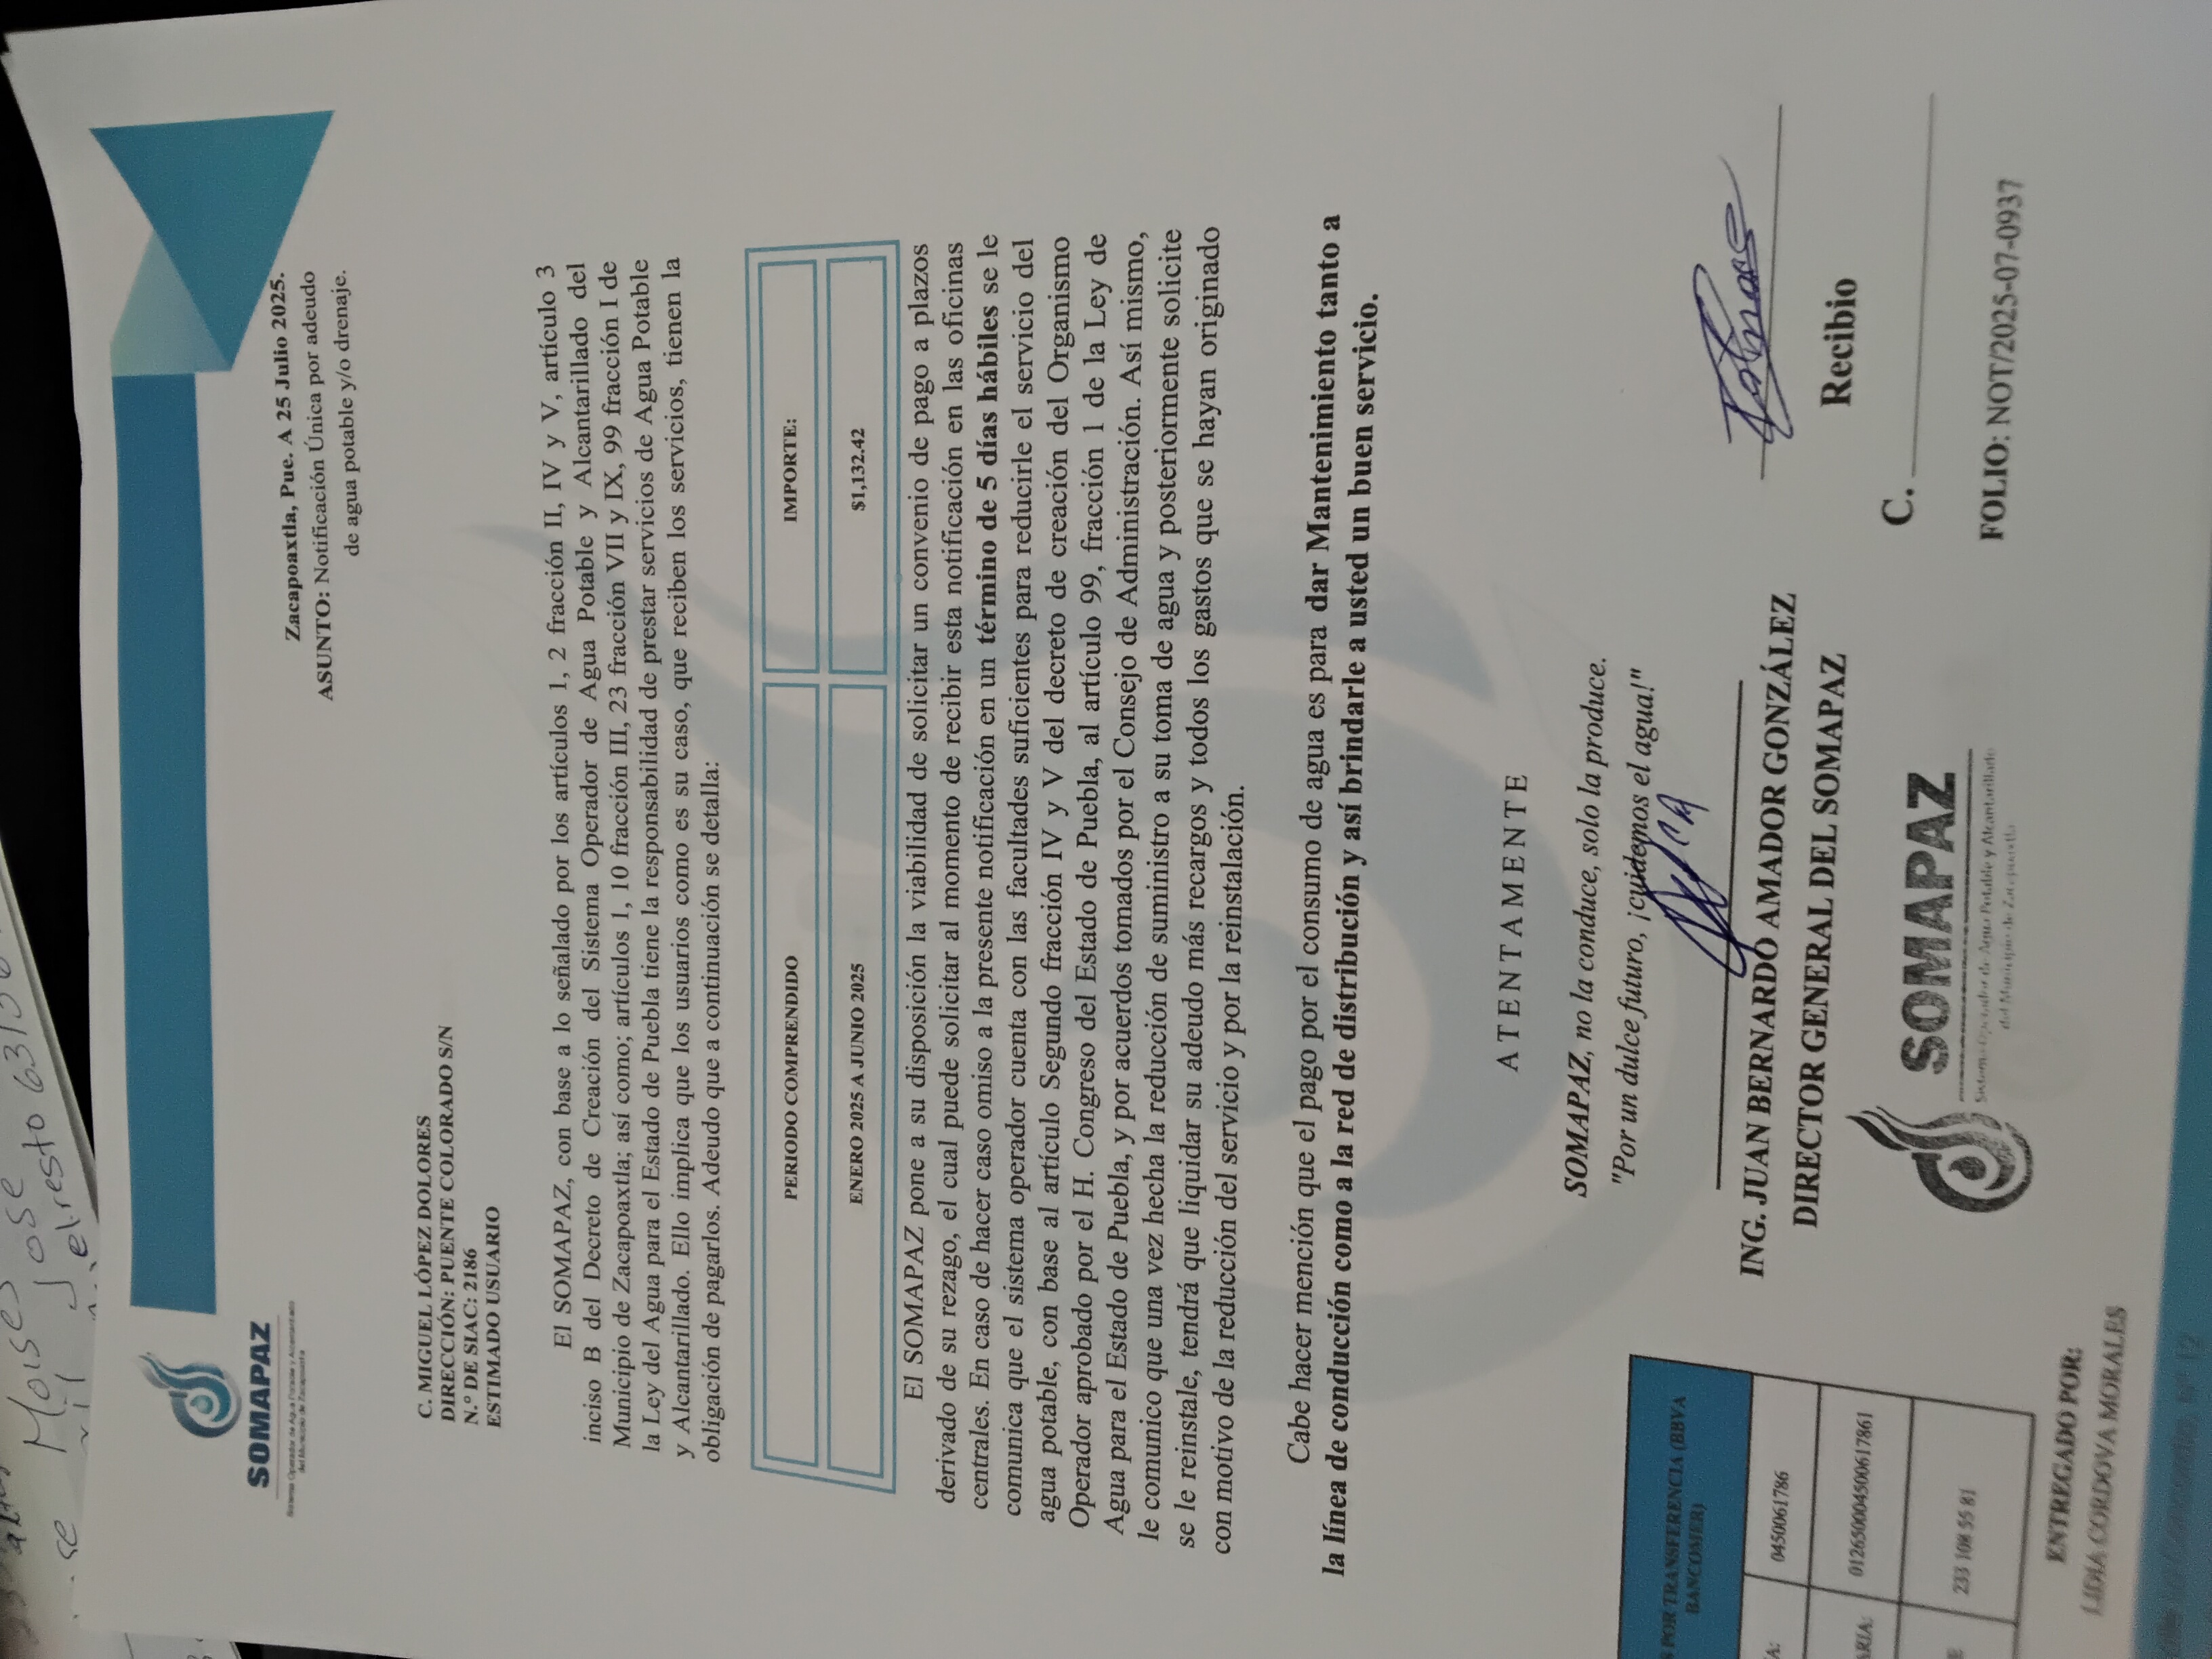 Moises
se
Jose
el resto
SOMAPAZ
Sistema Operador de Agua Potable y Alcantarillado
del Municipio de Zacapoaxtla
Zacapoaxtla, Pue. A 25 Julio 2025.
ASUNTO: Notificación Única por adeudo
de agua potable y/o drenaje.
C. MIGUEL LÓPEZ DOLORES
DIRECCIÓN: PUENTE COLORADO S/N
N.º DE SIAC: 2186
ESTIMADO USUARIO
El SOMAPAZ, con base a lo señalado por los artículos 1, 2 fracción II, IV y V, artículo 3
inciso B del Decreto de Creación del Sistema Operador de Agua Potable y Alcantarillado del
Municipio de Zacapoaxtla; así como; artículos 1, 10 fracción III, 23 fracción VII y IX, 99 fracción I de
la Ley del Agua para el Estado de Puebla tiene la responsabilidad de prestar servicios de Agua Potable
y Alcantarillado. Ello implica que los usuarios como es su caso, que reciben los servicios, tienen la
obligación de pagarlos. Adeudo que a continuación se detalla:
PERIODO COMPRENDIDO IMPORTE:
ENERO 2025 A JUNIO 2025 $1,132.42
El SOMAPAZ pone a su disposición la viabilidad de solicitar un convenio de pago a plazos
derivado de su rezago, el cual puede solicitar al momento de recibir esta notificación en las oficinas
centrales. En caso de hacer caso omiso a la presente notificación en un término de 5 días hábiles se le
comunica que el sistema operador cuenta con las facultades suficientes para reducirle el servicio del
agua potable, con base al artículo Segundo fracción IV y V del decreto de creación del Organismo
Operador aprobado por el H. Congreso del Estado de Puebla, al artículo 99, fracción 1 de la Ley de
Agua para el Estado de Puebla, y por acuerdos tomados por el Consejo de Administración. Así mismo,
le comunico que una vez hecha la reducción de suministro a su toma de agua y posteriormente solicite
se le reinstale, tendrá que liquidar su adeudo más recargos y todos los gastos que se hayan originado
con motivo de la reducción del servicio y por la reinstalación.
Cabe hacer mención que el pago por el consumo de agua es para dar Mantenimiento tanto a
la línea de conducción como a la red de distribución y así brindarle a usted un buen servicio.
ATENTAMENTE
SOMAPAZ, no la conduce, solo la produce.
"Por un dulce futuro, ¡cuidemos el agua!"
ING. JUAN BERNARDO AMADOR GONZÁLEZ
DIRECTOR GENERAL DEL SOMAPAZ
SOMAPAZ
Sistema Operador de Agua Potable y Alcantarillado
del Municipio de Zacapoaxtla
Recibio
C.
FOLIO: NOT/2025-07-0937
POR TRANSFERENCIA (BBVA
BANCOMER)
0450061786
012650004500617861
233 108 55 81
ENTREGADO POR:
LIDIA CORDOVA MORALES